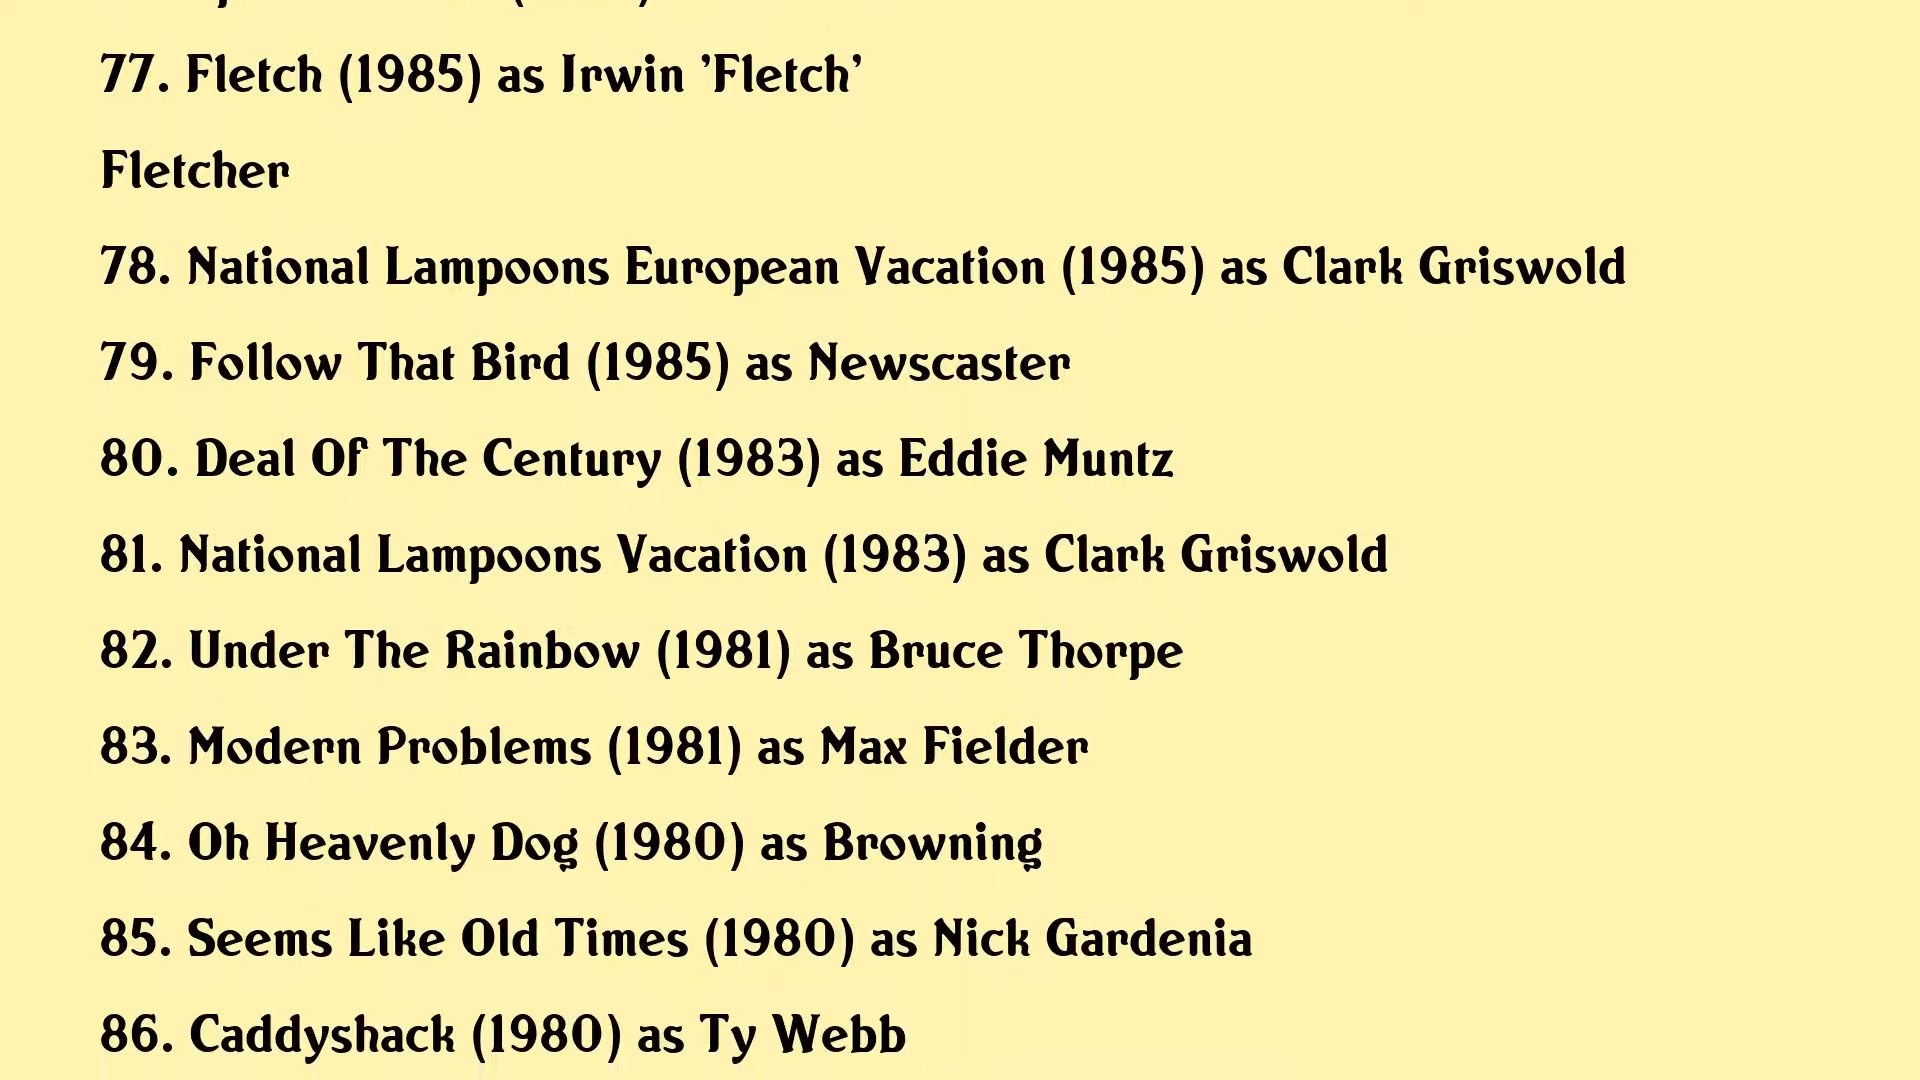 77. Fletch (1985) as Irwin 'Fletch'
Fletcher
78. National Lampoons European Vacation (1985) as Clark Griswold
79. Follow That Bird (1985) as Newscaster
80. Deal Of The Century (1983) as Eddie Muntz
81. National Lampoons Vacation (1983) as Clark Griswold
82. Under The Rainbow (1981) as Bruce Thorpe
83. Modern Problems (1981) as Max Fielder
84. Oh Heavenly Dog (1980) as Browning
85. Seems Like Old Times (1980) as Nick Gardenia
86. Caddyshack (1980) as Ty Webb